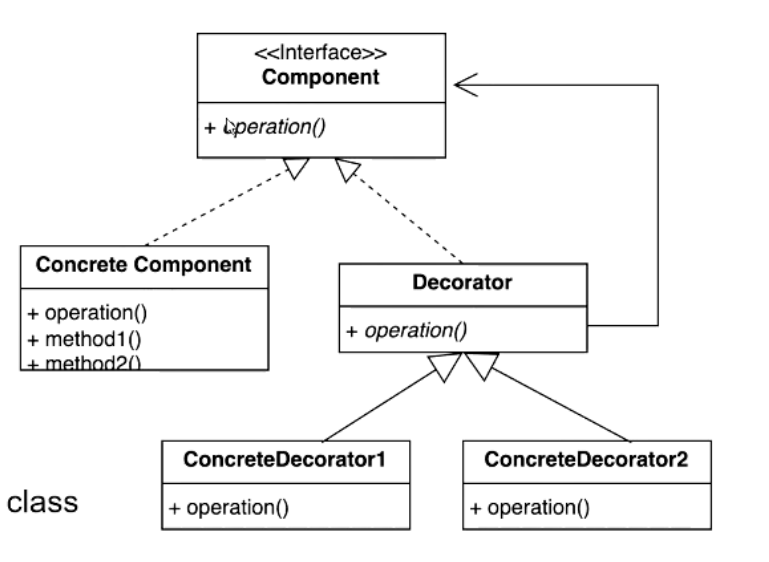 <<Interface>>
Component
+ operation()
Concrete Component
+ operation()
+ method1()
+ method2()
Decorator
+ operation()
ConcreteDecorator1
+ operation()
ConcreteDecorator2
+ operation()
class